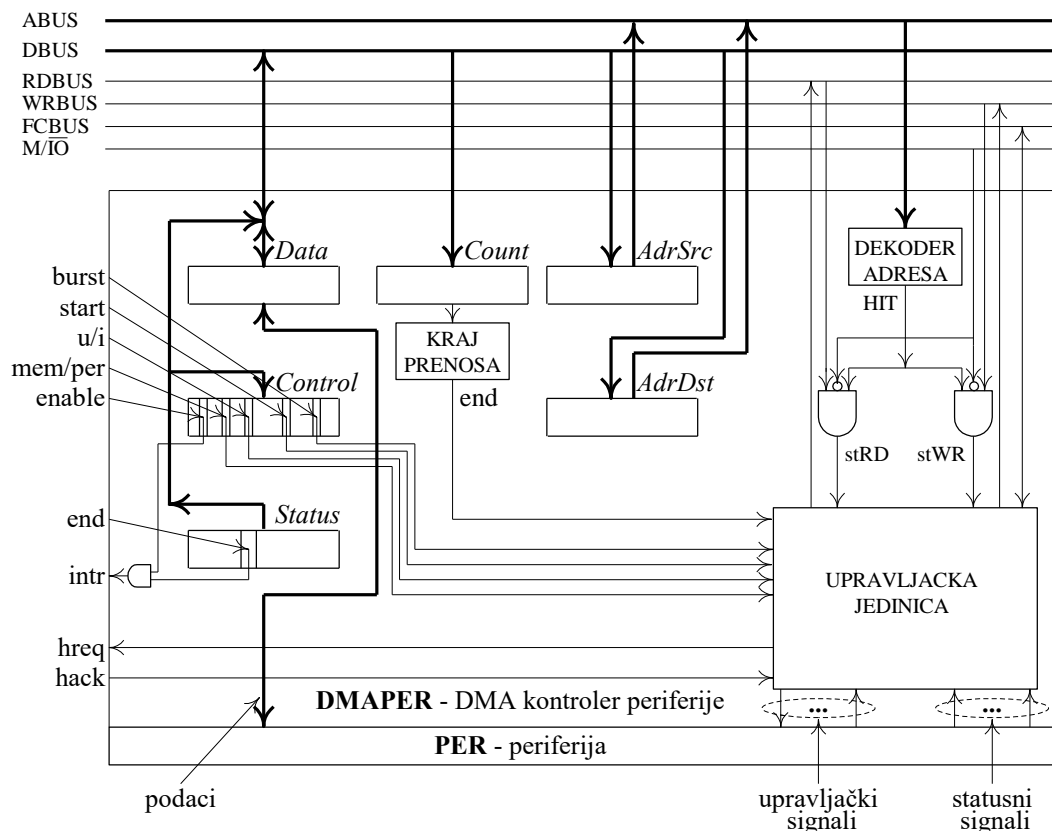 ABUS
DBUS
RDBUS
WRBUS
FCBUS
M/I̅O̅
Data
Count
AdrSrc
DEKODER
ADRESA
HIT
burst
start
u/i
mem/per
enable
KRAJ
PRENOSA
end
Control
AdrDst
stRD
stWR
end
Status
intr
UPRAVLJACKA
JEDINICA
hreq
hack
DMAPER - DMA kontroler periferije
...
...
PER - periferija
podaci
upravljački
signali
statusni
signali